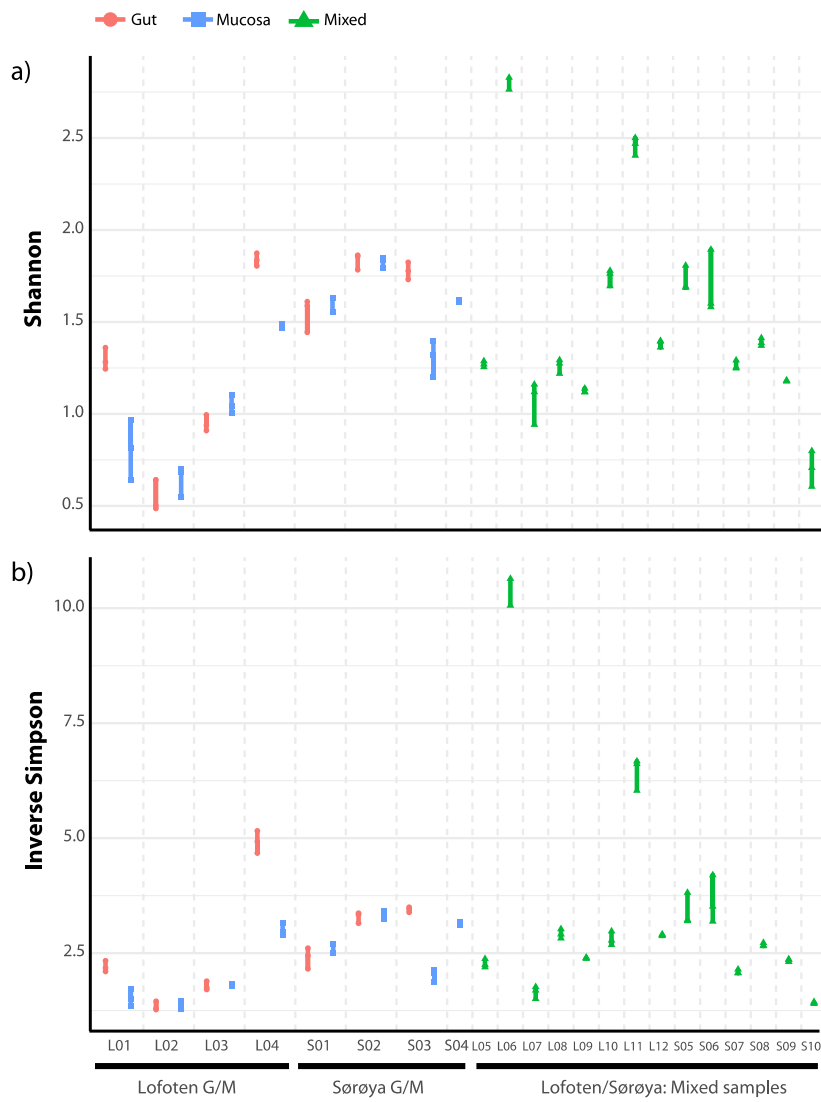 Gut Mucosa Mixed
a)
Shannon
2.5
2.0
1.5
1.0
0.5
b)
Inverse Simpson
10.0
7.5
5.0
2.5
L01 L02 L03 L04 S01 S02 S03 S04 L05 L06 L07 L08 L09 L10 L11 L12 S05 S06 S07 S08 S09 S10
Lofoten G/M Sørøya G/M Lofoten/Sørøya: Mixed samples